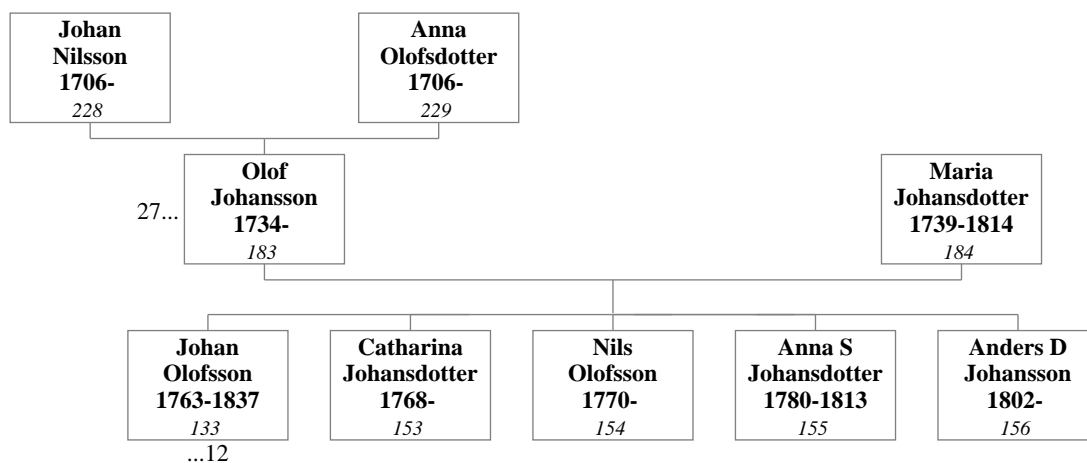 Johan
Nilsson
1706-
228
Anna
Olofsdotter
1706-
229
27...
Olof
Johansson
1734-
183
Maria
Johansdotter
1739-1814
184
Johan
Olofsson
1763-1837
133
...12
Catharina
Johansdotter
1768-
153
Nils
Olofsson
1770-
154
Anna S
Johansdotter
1780-1813
155
Anders D
Johansson
1802-
156